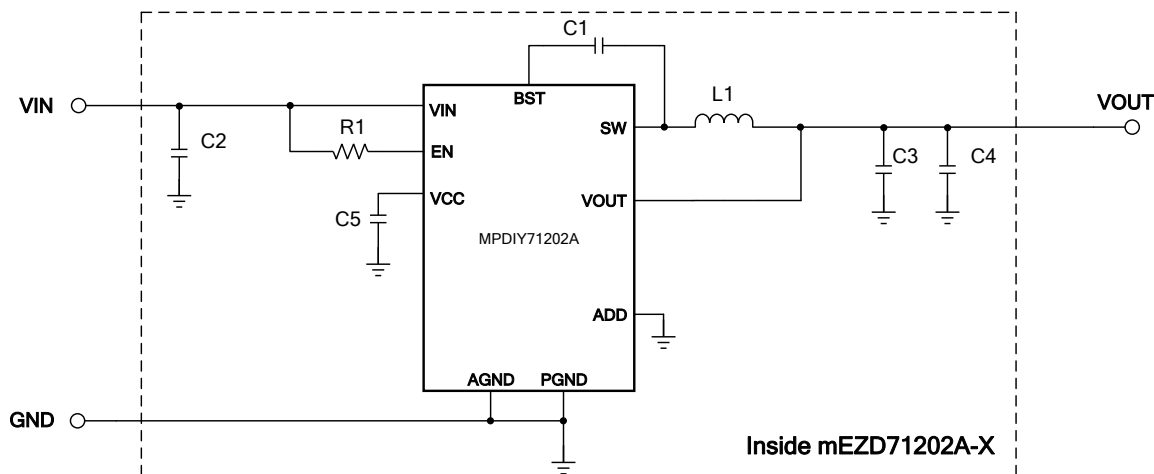 C1
L1
VIN
VIN
BST
SW
VOUT
C2
R1
EN
C3
C4
VCC
VOUT
C5
MPDIY71202A
ADD
AGND
PGND
GND
Inside mEZD71202A-X